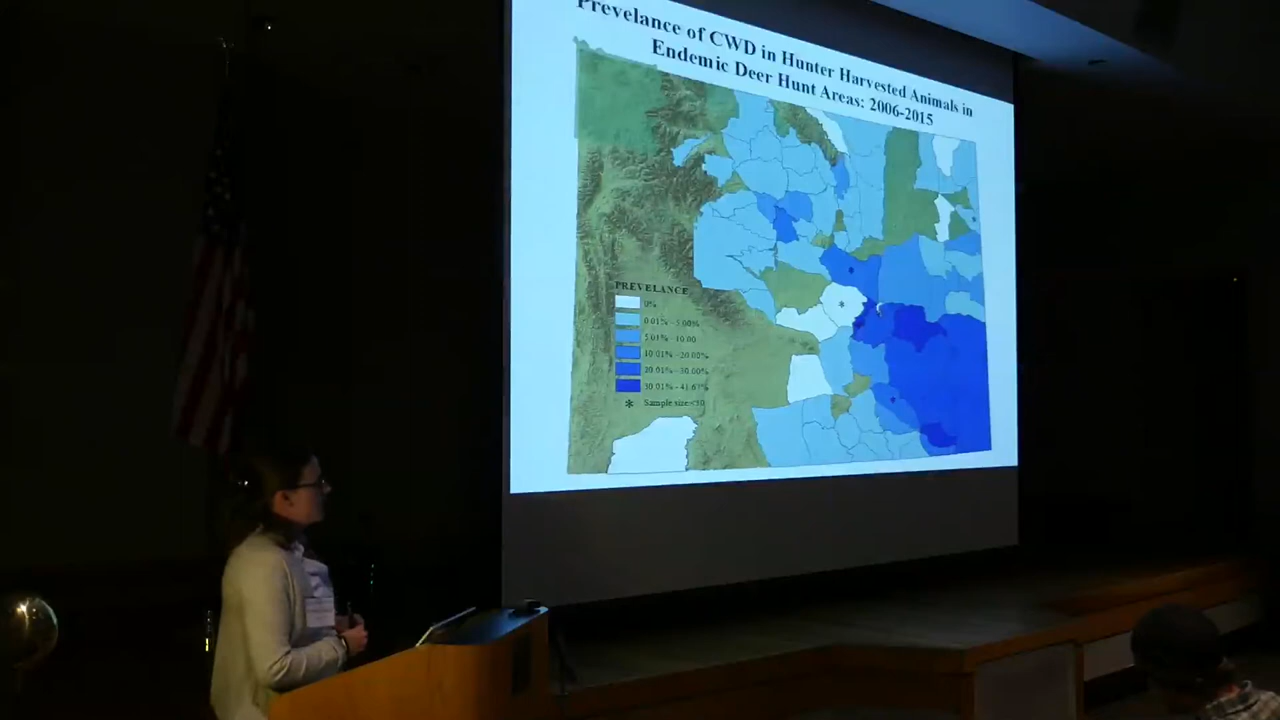 Prevelance of CWD in Hunter Harvested Animals in
Endemic Deer Hunt Areas: 2006-2015
PREVELANCE
0%
0.01% - 5.00%
5.01% - 10.00
10.01% - 20.00%
20.01% - 30.00%
30.01% - 41.67%
* Sample size<10